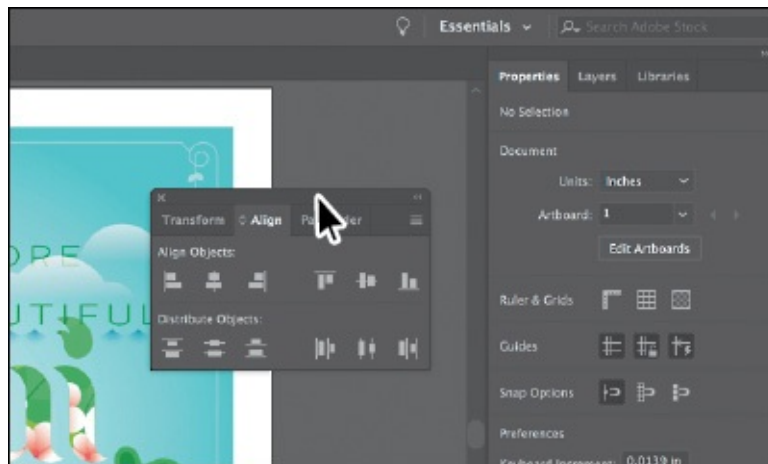 Essentials
Search Adobe Stock
Properties Layers Libraries
No Selection
Document
Units: Inches
Artboard: 1
Edit Artboards
Ruler & Grids
Guides
Snap Options
Preferences
Keyboard Increment: 0.0139 in
Transform Align
Align Objects:
Distribute Objects:
ORE
UTIFUL